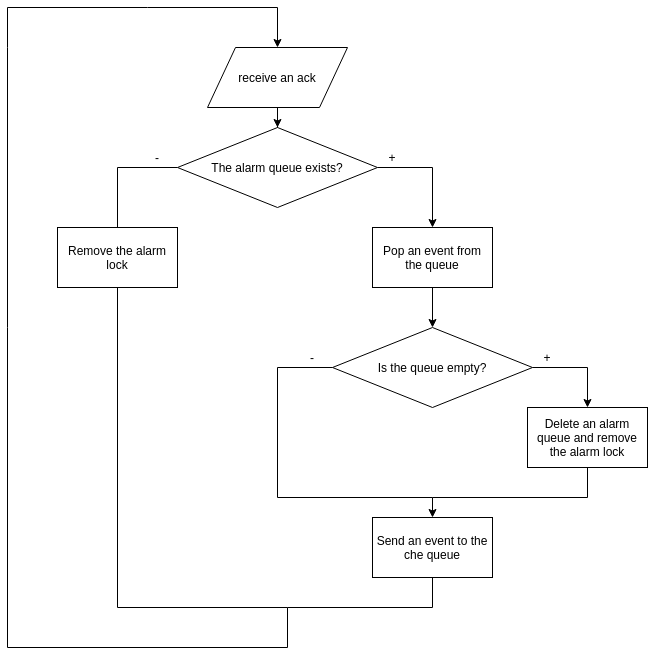 receive an ack
The alarm queue exists?
-
+
Remove the alarm
lock
Pop an event from
the queue
Is the queue empty?
-
+
Delete an alarm
queue and remove
the alarm lock
Send an event to the
che queue